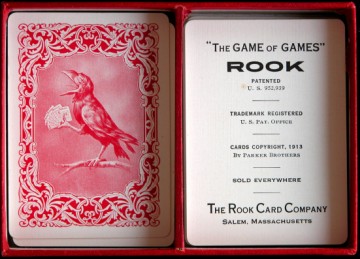 "THE GAME OF GAMES"
ROOK
PATENTED
U. S. 952,939
TRADEMARK REGISTERED
U. S. PAT. OFFICE
CARDS COPYRIGHT, 1913
BY PARKER BROTHERS
SOLD EVERYWHERE
THE ROOK CARD COMPANY
SALEM, MASSACHUSETTS